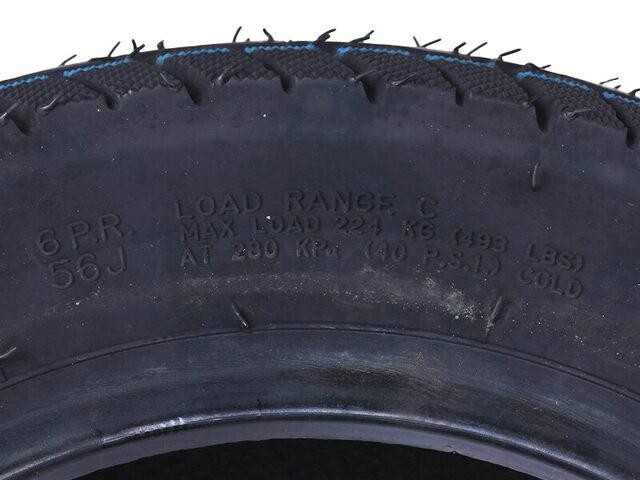 6 P.R.
56J
LOAD RANGE C
MAX LOAD 224 KG (493 LBS)
AT 280 KPa (40 P.S.I.) COLD